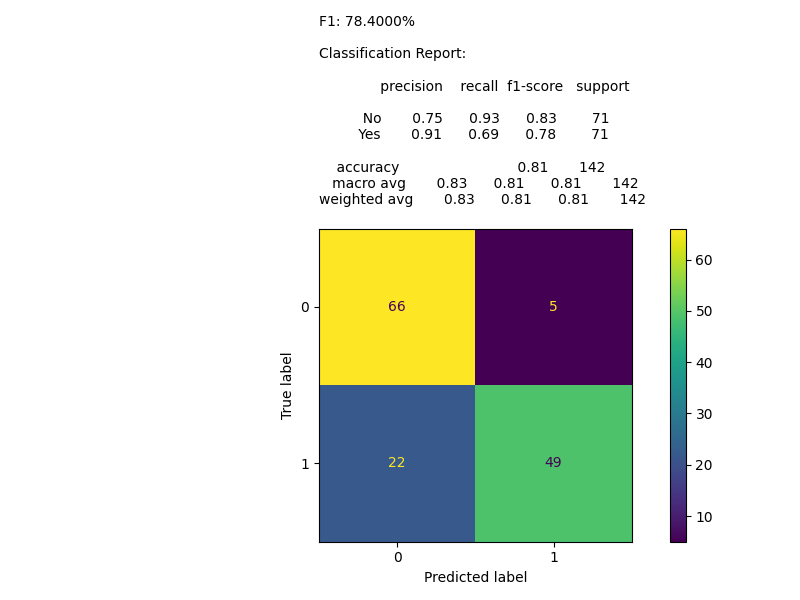 F1: 78.4000%
Classification Report:
precision recall f1-score support
No 0.75 0.93 0.83 71
Yes 0.91 0.69 0.78 71
accuracy 0.81 142
macro avg 0.83 0.81 0.81 142
weighted avg 0.83 0.81 0.81 142
66 5
22 49
0
1
True label
0 1
Predicted label
60
50
40
30
20
10